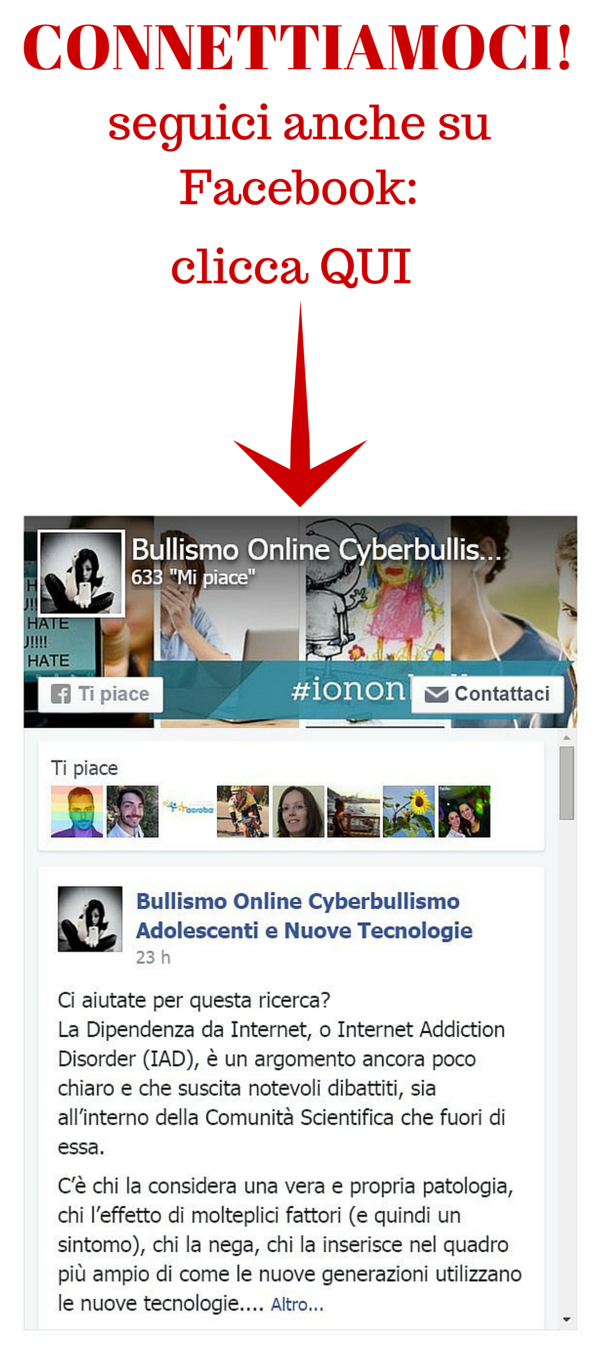 CONNETTIAMOCI!
seguici anche su
Facebook:
clicca QUI
Bullismo Online Cyberbullis...
633 "Mi piace"
HATE
U!!!!
HATE
#ionon
Ti piace
Contattaci
Ti piace
Bullismo Online Cyberbullismo
Adolescenti e Nuove Tecnologie
23 h
Ci aiutate per questa ricerca?
La Dipendenza da Internet, o Internet Addiction
Disorder (IAD), è un argomento ancora poco
chiaro e che suscita notevoli dibattiti, sia
all’interno della Comunità Scientifica che fuori di
essa.
C’è chi la considera una vera e propria patologia,
chi l’effetto di molteplici fattori (e quindi un
sintomo), chi la nega, chi la inserisce nel quadro
più ampio di come le nuove generazioni utilizzano
le nuove tecnologie.... Altro...